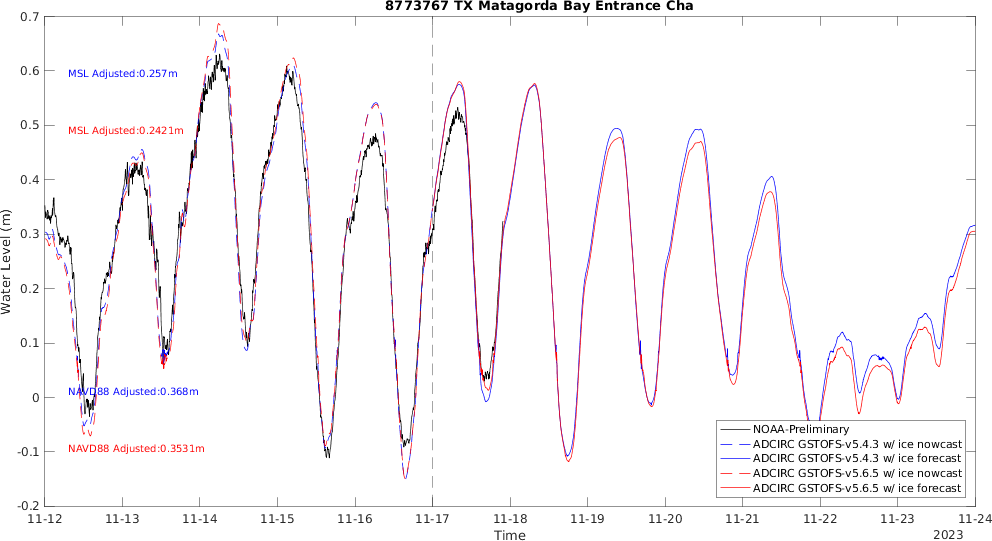 8773767 TX Matagorda Bay Entrance Cha
Water Level (m)
0.7
0.6
0.5
0.4
0.3
0.2
0.1
0
-0.1
-0.2
MSL Adjusted:0.257m
MSL Adjusted:0.2421m
NAVD88 Adjusted:0.368m
NAVD88 Adjusted:0.3531m
NOAA-Preliminary
ADCIRC GSTOFS-v5.4.3 w/ ice nowcast
ADCIRC GSTOFS-v5.4.3 w/ ice forecast
ADCIRC GSTOFS-v5.6.5 w/ ice nowcast
ADCIRC GSTOFS-v5.6.5 w/ ice forecast
11-12 11-13 11-14 11-15 11-16 11-17 11-18 11-19 11-20 11-21 11-22 11-23 11-24
Time
2023